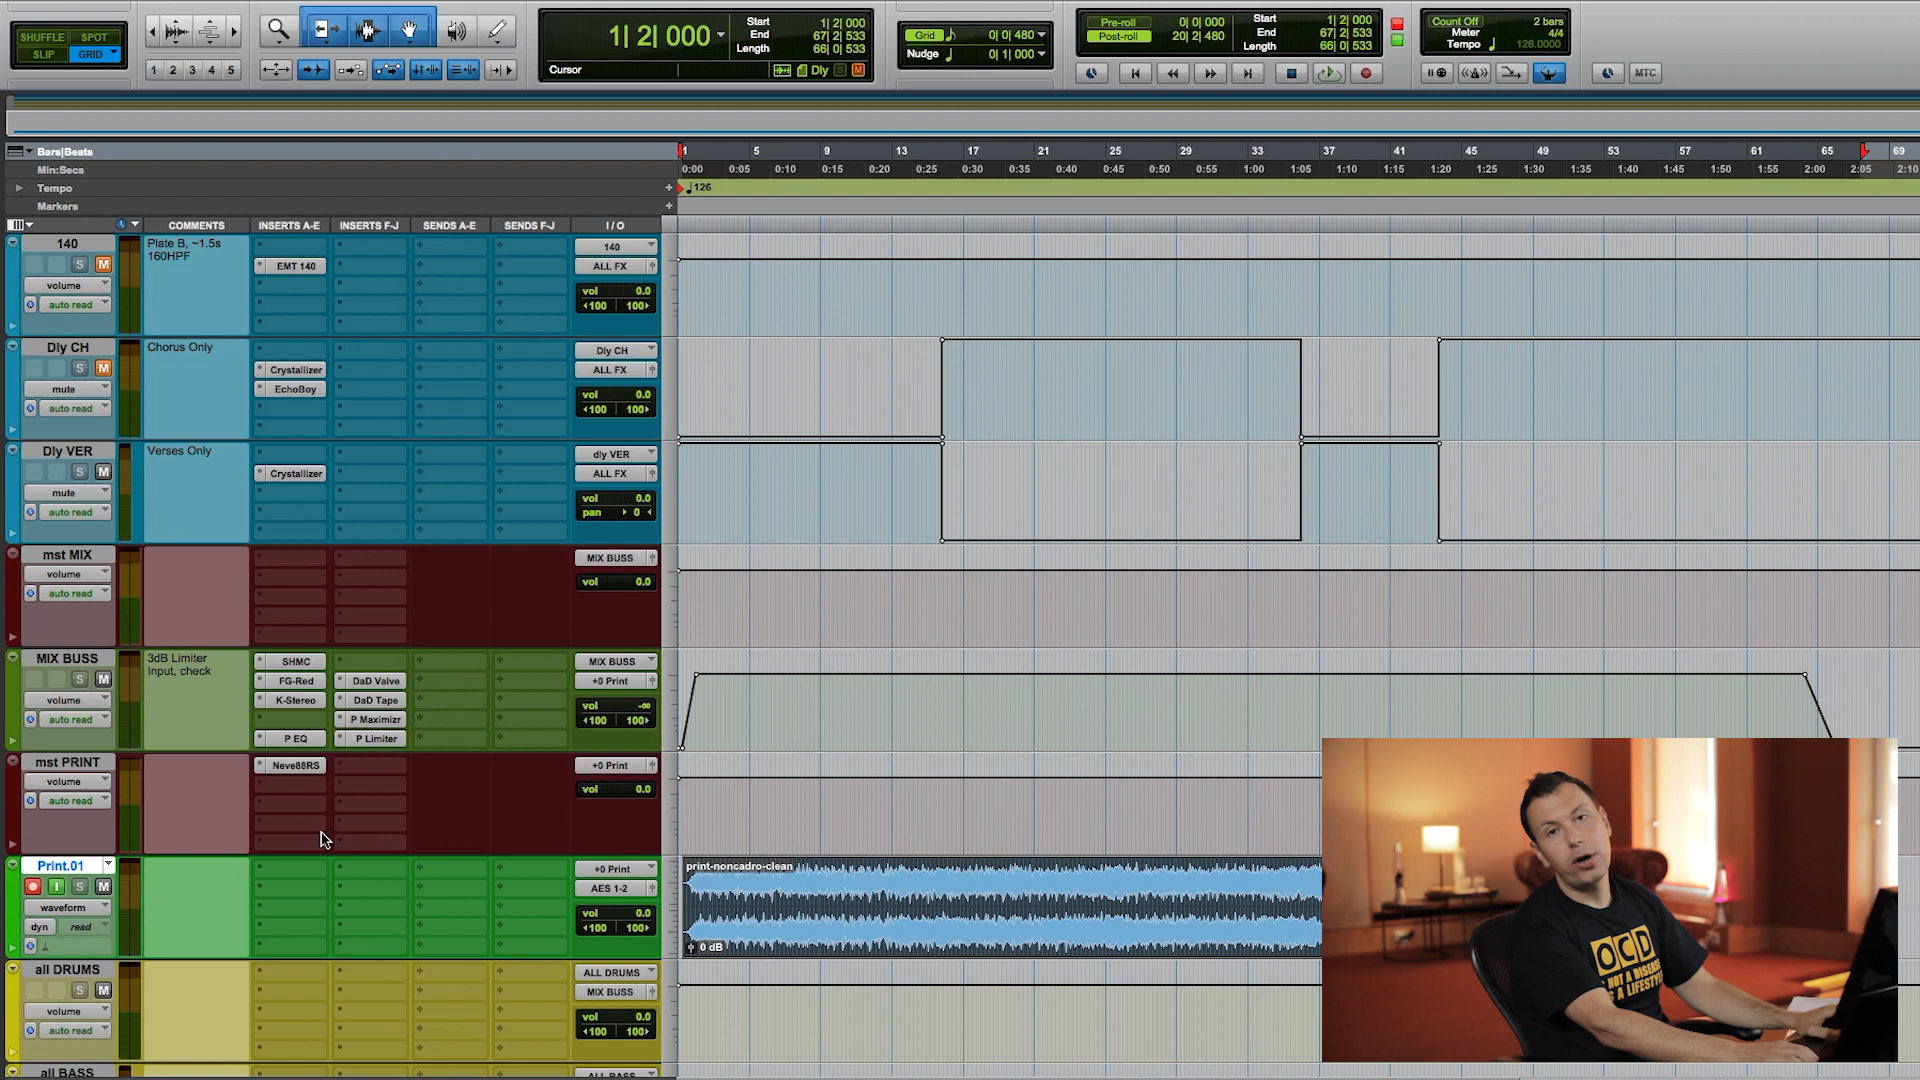 SHUFFLE SPOT
SLIP GRID
1 2 3 4 5
1| 2| 000
Start 1| 2| 000
End 67| 2| 533
Length 66| 0| 533
Cursor
Dly S M
Grid 0| 0| 480
Nudge 0| 1| 000
Pre-roll 0| 0| 000
Post-roll 20| 2| 480
Start 1| 2| 000
End 67| 2| 533
Length 66| 0| 533
Count Off 2 bars
Meter 4/4
Tempo 126.0000
MTC
Bars|Beats
1 5 9 13 17 21 25 29 33 37 41 45 49 53 57 61 65 69
Min:Secs
0:00 0:05 0:10 0:15 0:20 0:25 0:30 0:35 0:40 0:45 0:50 0:55 1:00 1:05 1:10 1:15 1:20 1:25 1:30 1:35 1:40 1:45 1:50 1:55 2:00 2:05 2:10
Tempo
126
Markers
COMMENTS INSERTS A-E INSERTS F-J SENDS A-E SENDS F-J I / O
140
S M
volume
auto read
Plate B, ~1.5s
160HPF
EMT 140
140
ALL FX
vol 0.0
100 100
Dly CH
S M
mute
auto read
Chorus Only
Crystallizer
EchoBoy
Dly CH
ALL FX
vol 0.0
100 100
Dly VER
S M
mute
auto read
Verses Only
Crystallizer
dly VER
ALL FX
vol 0.0
pan 0
mst MIX
volume
auto read
MIX BUSS
vol 0.0
MIX BUSS
S M
volume
auto read
3dB Limiter
Input, check
SHMC
FG-Red DaD Valve
K-Stereo DaD Tape
P Maximizr
P EQ P Limiter
MIX BUSS
+0 Print
vol -∞
100 100
mst PRINT
volume
auto read
Neve88RS
+0 Print
vol 0.0
Print.01
I S M
waveform
dyn read
+0 Print
AES 1-2
vol 0.0
100 100
print-noncadro-clean
0 dB
all DRUMS
S M
volume
auto read
ALL DRUMS
MIX BUSS
vol 0.0
100 100
all BASS
ALL BASS
OCD
NOT A DISEASE
IS A LIFESTYLE